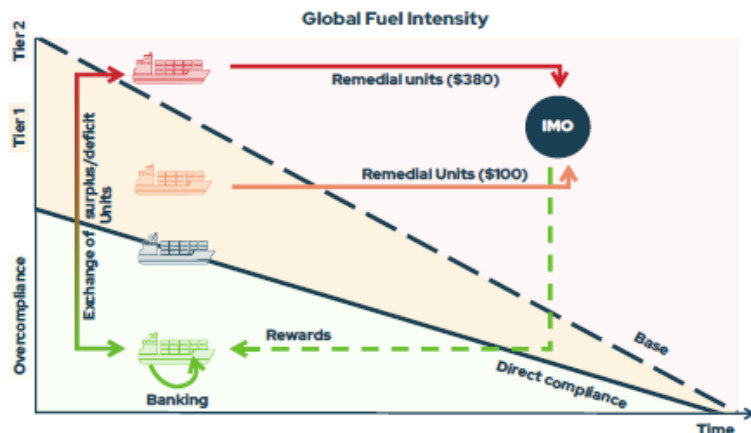 Global Fuel Intensity
Tier 2
Tier 1
Overcompliance
Exchange of surplus/deficit
Units
Remedial units ($380)
IMO
Remedial Units ($100)
Rewards
Banking
Base
Direct compliance
Time